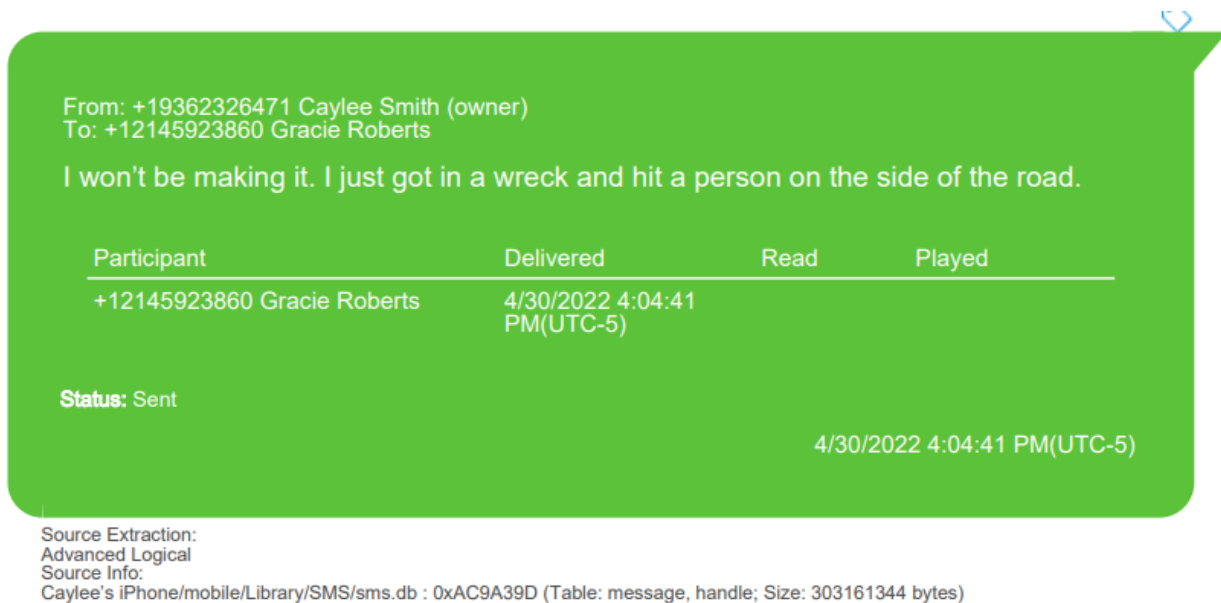 From: +19362326471 Caylee Smith (owner)
To: +12145923860 Gracie Roberts
I won’t be making it. I just got in a wreck and hit a person on the side of the road.
Participant Delivered Read Played
+12145923860 Gracie Roberts 4/30/2022 4:04:41
PM(UTC-5)
Status: Sent
4/30/2022 4:04:41 PM(UTC-5)
Source Extraction:
Advanced Logical
Source Info:
Caylee’s iPhone/mobile/Library/SMS/sms.db : 0xAC9A39D (Table: message, handle; Size: 303161344 bytes)